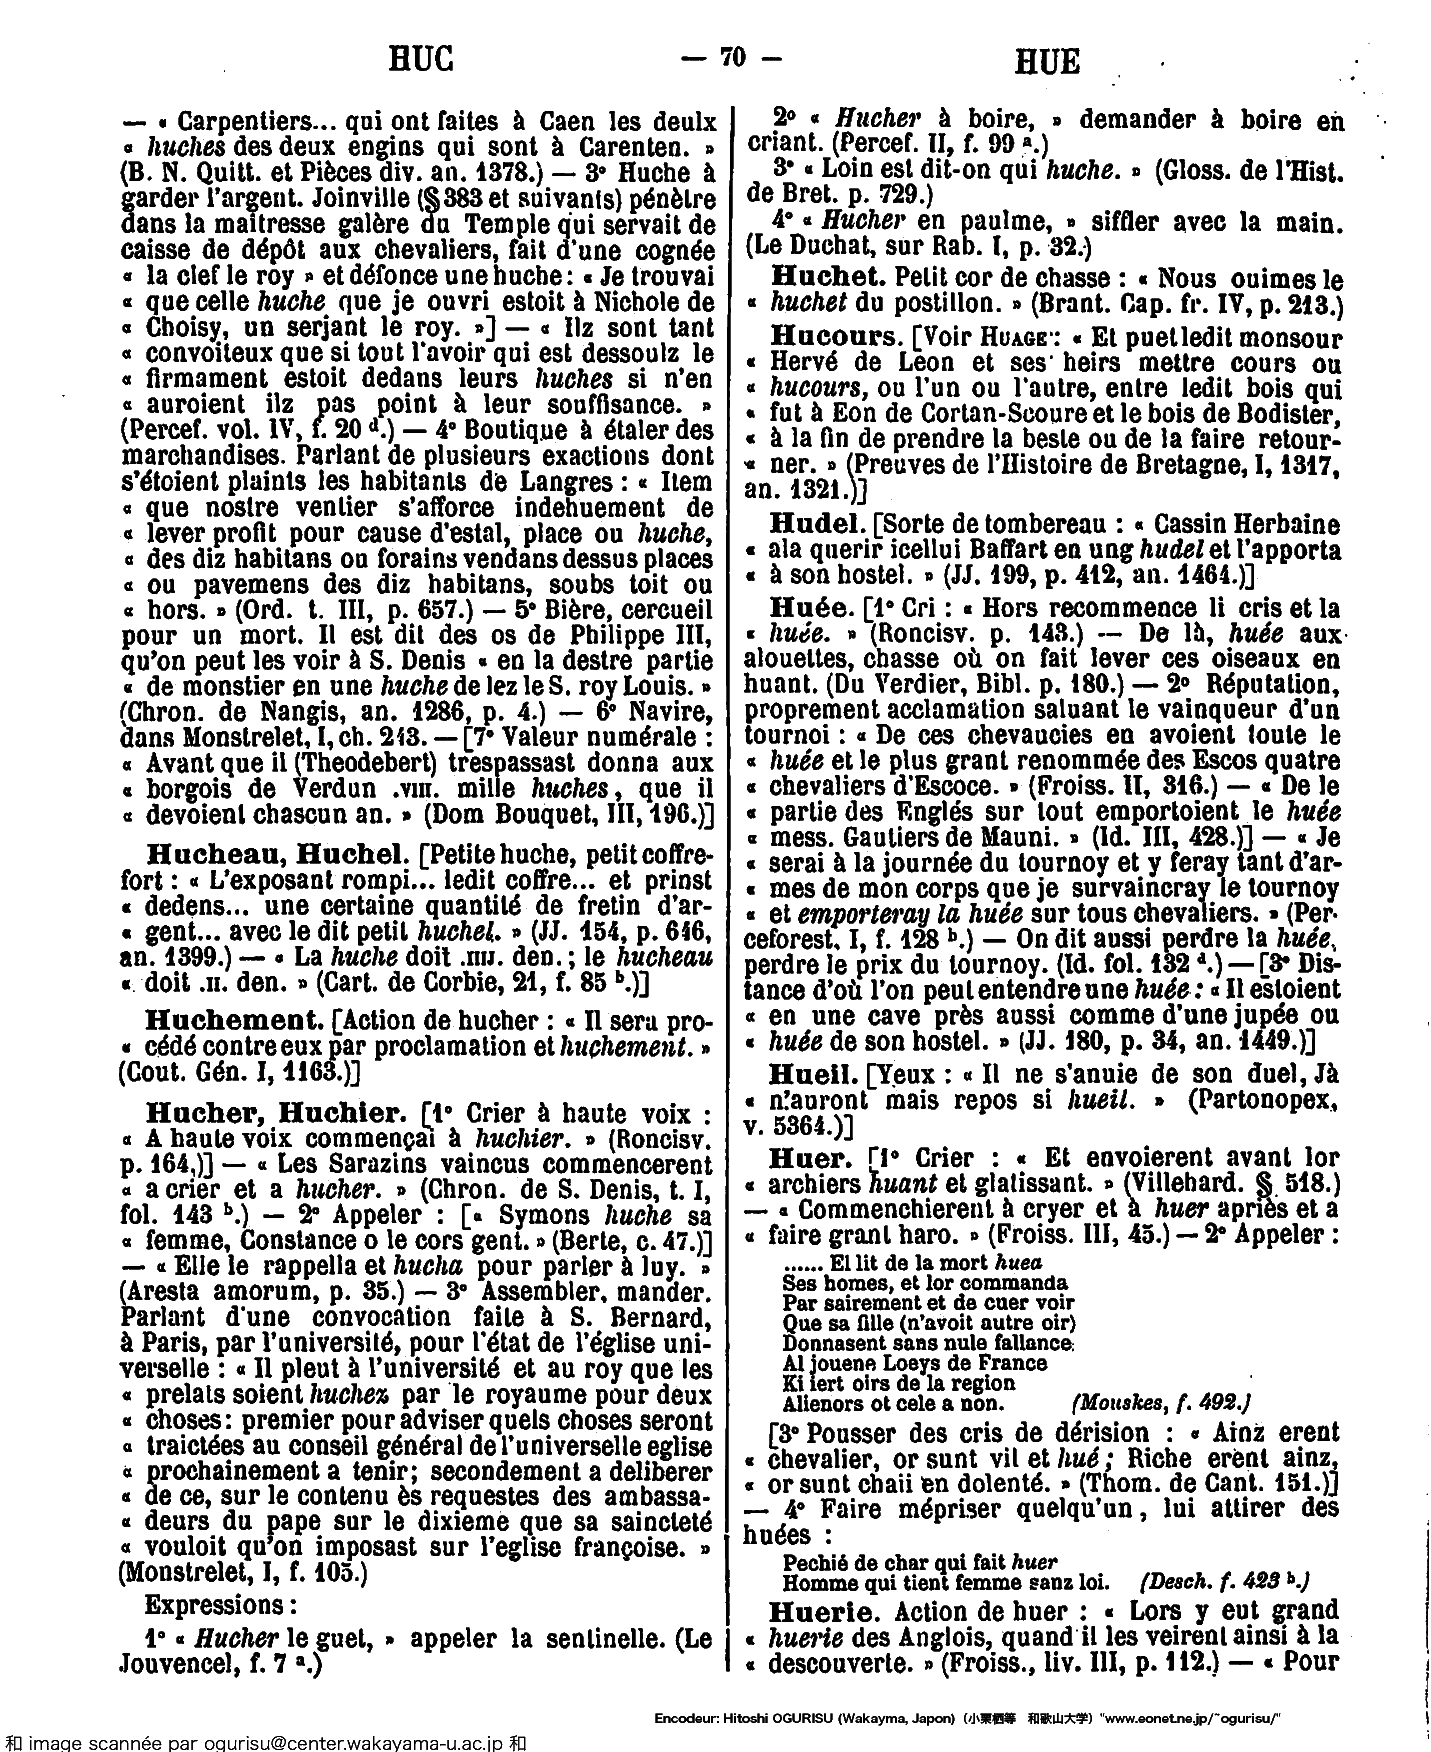 HUC — 70 — HUE
— « Carpentiers... qui ont faites à Caen les deulx
« huches des deux engins qui sont à Carenten. »
(B. N. Quitt. et Pièces div. an. 1378.) — 3° Huche à
garder l'argent. Joinville (§ 383 et suivants) pénètre
dans la maîtresse galère du Temple qui servait de
caisse de dépôt aux chevaliers, fait d'une cognée
« la clef le roy » et défonce une huche : « Je trouvai
« que celle huche que je ouvri estoit à Nichole de
« Choisy, un serjant le roy. »] — « Ilz sont tant
« convoiteux que si tout l'avoir qui est dessoulz le
« firmament estoit dedans leurs huches si n'en
« auroient ilz pas point à leur souffisance. »
(Percef. vol. IV, f. 20 d.) — 4° Boutique à étaler des
marchandises. Parlant de plusieurs exactions dont
s'étoient plaints les habitants de Langres : « Item
« que nostre ventier s'afforce indehuement de
« lever profit pour cause d'estal, place ou huche,
« des diz habitans ou forains vendans dessus places
« ou pavemens des diz habitans, soubs toit ou
« hors. » (Ord. t. III, p. 657.) — 5° Bière, cercueil
pour un mort. Il est dit des os de Philippe III,
qu'on peut les voir à S. Denis « en la destre partie
« de monstier en une huche de lez le S. roy Louis. »
(Chron. de Nangis, an. 1286, p. 4.) — 6° Navire,
dans Monstrelet, I, ch. 213. — [7° Valeur numérale :
« Avant que il (Theodebert) trespassast donna aux
« borgois de Verdun .VIII. mille huches, que il
« devoient chascun an. » (Dom Bouquet, III, 196.)]
Hucheau, Huchel. [Petite huche, petit coffre-
fort : « L'exposant rompi... ledit coffre... et prinst
« dedens... une certaine quantité de fretin d'ar-
« gent... avec le dit petit huchel. » (JJ. 154, p. 646,
an. 1399.) — « La huche doit .IIII. den. ; le hucheau
« doit .II. den. » (Cart. de Corbie, 21, f. 85 b.)]
Huchement. [Action de hucher : « Il sera pro-
« cédé contre eux par proclamation et huchement. »
(Cout. Gén. I, 1163.)]
Hucher, Huchier. [1° Crier à haute voix :
« A haute voix commençai à huchier. » (Roncisv.
p. 164,)] — « Les Sarazins vaincus commencerent
« a crier et a hucher. » (Chron. de S. Denis, t. I,
fol. 143 b.) — 2° Appeler : [« Symons huche sa
« femme, Constance o le cors gent. » (Berte, c. 47.)]
— « Elle le rappella et hucha pour parler à luy. »
(Aresta amorum, p. 35.) — 3° Assembler, mander.
Parlant d'une convocation faite à S. Bernard,
à Paris, par l'université, pour l'état de l'église uni-
verselle : « Il pleut à l'université et au roy que les
« prelats soient huchez par le royaume pour deux
« choses : premier pour adviser quels choses seront
« traictées au conseil général de l'universelle eglise
« prochainement a tenir ; secondement a deliberer
« de ce, sur le contenu ès requestes des ambassa-
« deurs du pape sur le dixieme que sa saincteté
« vouloit qu'on imposast sur l'eglise françoise. »
(Monstrelet, I, f. 105.)
Expressions :
1° « Hucher le guet, » appeler la sentinelle. (Le
Jouvencel, f. 7 a.)
2° « Hucher à boire, » demander à boire en
criant. (Percef. II, f. 99 a.)
3° « Loin est dit-on qui huche. » (Gloss. de l'Hist.
de Bret. p. 729.)
4° « Hucher en paulme, » siffler avec la main.
(Le Duchat, sur Rab. I, p. 32.)
Huchet. Petit cor de chasse : « Nous ouimes le
« huchet du postillon. » (Brant. Cap. fr. IV, p. 213.)
Hucours. [Voir HUAGE : « Et puet ledit monsour
« Hervé de Leon et ses heirs mettre cours ou
« hucours, ou l'un ou l'autre, entre ledit bois qui
« fut à Eon de Cortan-Scoure et le bois de Bodister,
« à la fin de prendre la beste ou de la faire retour-
« ner. » (Preuves de l'Histoire de Bretagne, I, 1317,
an. 1321.)]
Hudel. [Sorte de tombereau : « Cassin Herbaine
« ala querir icellui Baffart en ung hudel et l'apporta
« à son hostel. » (JJ. 199, p. 412, an. 1464.)]
Huée. [1° Cri : « Hors recommence li cris et la
« huée. » (Roncisv. p. 143.) — De là, huée aux
alouettes, chasse où on fait lever ces oiseaux en
huant. (Du Verdier, Bibl. p. 180.) — 2° Réputation,
proprement acclamation saluant le vainqueur d'un
tournoi : « De ces chevaucies en avoient toute le
« huée et le plus grant renommée des Escos quatre
« chevaliers d'Escoce. » (Froiss. II, 316.) — « De le
« partie des Englés sur tout emportoient le huée
« mess. Gautiers de Mauni. » (Id. III, 428.)] — « Je
« serai à la journée du tournoy et y feray tant d'ar-
« mes de mon corps que je survaincray le tournoy
« et emporteray la huée sur tous chevaliers. » (Per-
ceforest, I, f. 128 b.) — On dit aussi perdre la huée,
perdre le prix du tournoy. (Id. fol. 132 d.) — [3° Dis-
tance d'où l'on peut entendre une huée : « Il estoient
« en une cave près aussi comme d'une jupée ou
« huée de son hostel. » (JJ. 180, p. 34, an. 1449.)]
Hueil. [Yeux : « Il ne s'anuie de son duel, Jà
« n'auront mais repos si hueil. » (Partonopex,
v. 5364.)]
Huer. [1° Crier : « Et envoierent avant lor
« archiers huant et glatissant. » (Villehard. § 518.)
— « Commenchierent à cryer et à huer apriès et a
« faire grant haro. » (Froiss. III, 45.) — 2° Appeler :
...... El lit de la mort huea
Ses homes, et lor commanda
Par sairement et de cuer voir
Que sa fille (n'avoit autre oir)
Donnasent sans nule fallance
Al jouene Loeys de France
Ki iert oirs de la region
Alienors ot cele a non. (Mouskes, f. 492.)
[3° Pousser des cris de dérision : « Ainz erent
« chevalier, or sunt vil et hué ; Riche erent ainz,
« or sunt chaii en dolenté. » (Thom. de Cant. 151.)]
— 4° Faire mépriser quelqu'un, lui attirer des
huées :
Pechié de char qui fait huer
Homme qui tient femme sanz loi. (Desch. f. 423 b.)
Huerie. Action de huer : « Lors y eut grand
« huerie des Anglois, quand il les veirent ainsi à la
« descouverte. » (Froiss., liv. III, p. 112.) — « Pour
Encodeur: Hitoshi OGURISU (Wakayma, Japon) (小栗栖等 和歌山大学) "www.eonet.ne.jp/~ogurisu/"
和 image scannée par ogurisu@center.wakayama-u.ac.jp 和